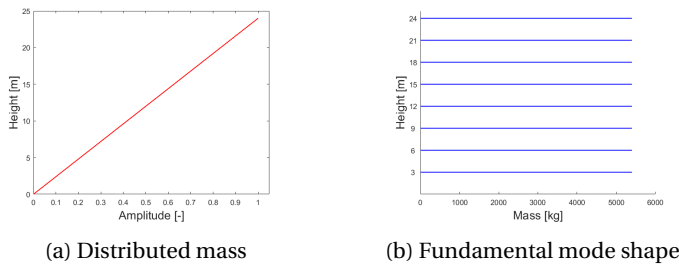 25
20
15
10
5
0
Height [m]
0 0.1 0.2 0.3 0.4 0.5 0.6 0.7 0.8 0.9 1
Amplitude [-]
(a) Distributed mass
24
21
18
15
12
9
6
3
Height [m]
0 1000 2000 3000 4000 5000 6000
Mass [kg]
(b) Fundamental mode shape